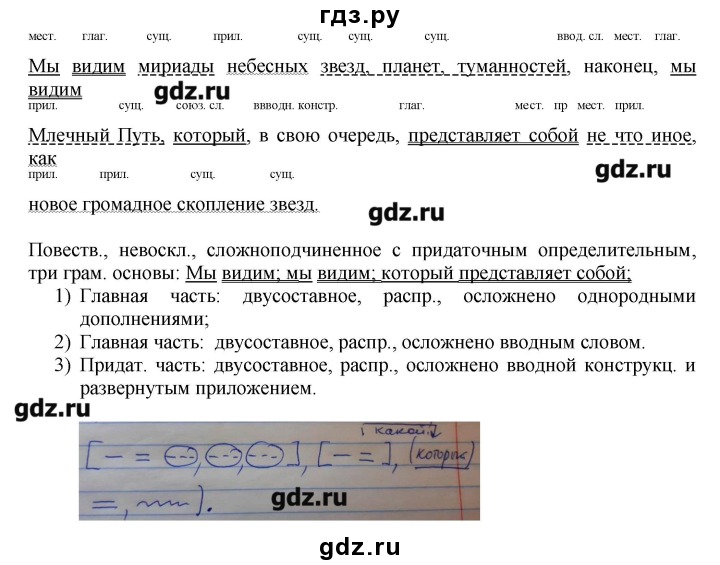 гдз.ру
мест. глаг. сущ. прил. сущ. сущ. сущ. ввод. сл. мест. глаг.
Мы видим мириады небесных звезд, планет, туманностей, наконец, мы
видим
gdz.ru
прил. сущ. союз. сл. ввводн. констр. глаг. мест. пр мест. прил.
Млечный Путь, который, в свою очередь, представляет собой не что иное,
как
gdz.ru
прил. прил. сущ. сущ.
новое громадное скопление звезд.
gdz.ru
Повеств., невоскл., сложноподчиненное с придаточным определительным,
три грам. основы: Мы видим; мы видим; который представляет собой;
1) Главная часть: двусоставное, распр., осложнено однородными
дополнениями;
2) Главная часть: двусоставное, распр., осложнено вводным словом.
3) Придат. часть: двусоставное, распр., осложнено вводной конструкц. и
развернутым приложением.
gdz.ru
какой
[ – = , , ], [ – = ], (которые
=, ).
gdz.ru
gdz.ru